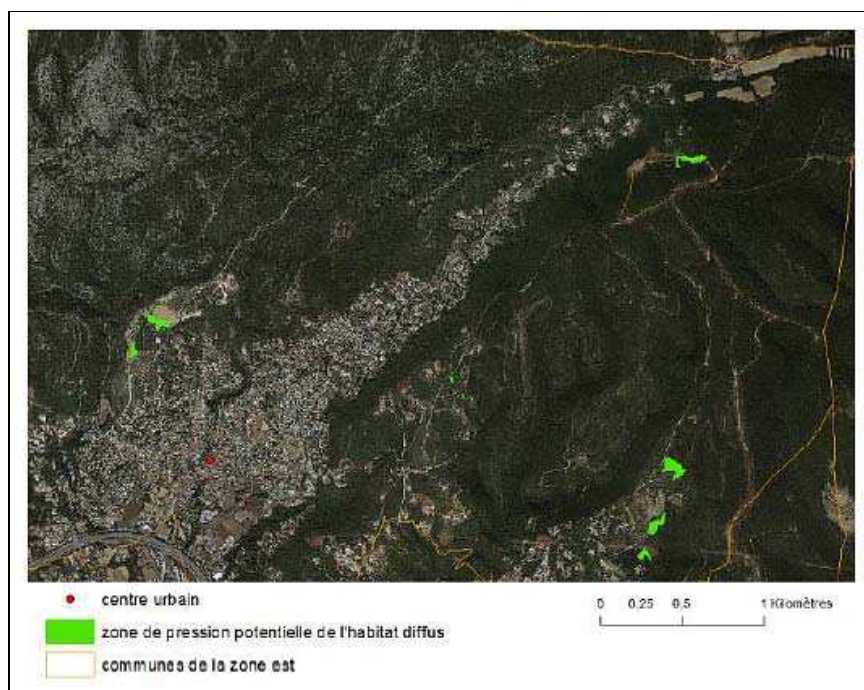 centre urbain
0 0.25 0.5 1 Kilomètres
zone de pression potentielle de l'habitat diffus
communes de la zone est